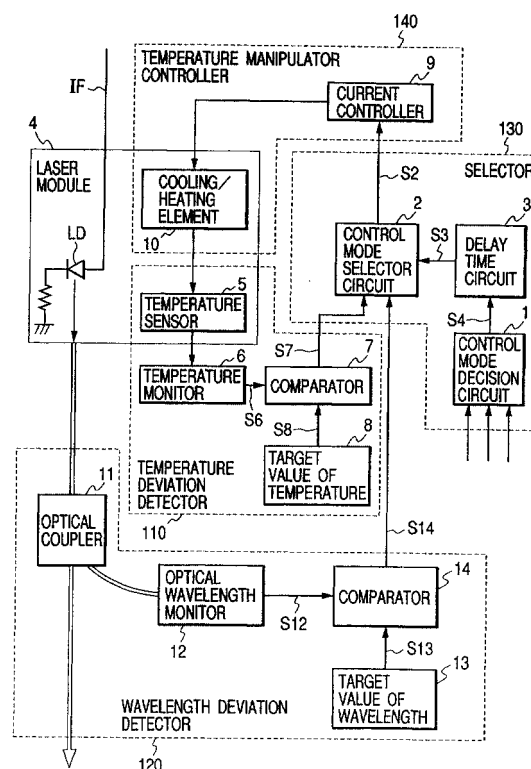 140
TEMPERATURE MANIPULATOR
CONTROLLER
9
CURRENT
CONTROLLER
IF
4
130
LASER
MODULE
S2
SELECTOR
COOLING/
HEATING
ELEMENT
10
2
CONTROL
MODE
SELECTOR
CIRCUIT
S3
3
DELAY
TIME
CIRCUIT
LD
5
TEMPERATURE
SENSOR
S4
1
CONTROL
MODE
DECISION
CIRCUIT
S7
6
TEMPERATURE
MONITOR
S6
7
COMPARATOR
S8
8
TARGET
VALUE OF
TEMPERATURE
TEMPERATURE
DEVIATION
DETECTOR
110
11
OPTICAL
COUPLER
S14
OPTICAL
WAVELENGTH
MONITOR
12
S12
14
COMPARATOR
S13
13
TARGET
VALUE OF
WAVELENGTH
WAVELENGTH DEVIATION
DETECTOR
120